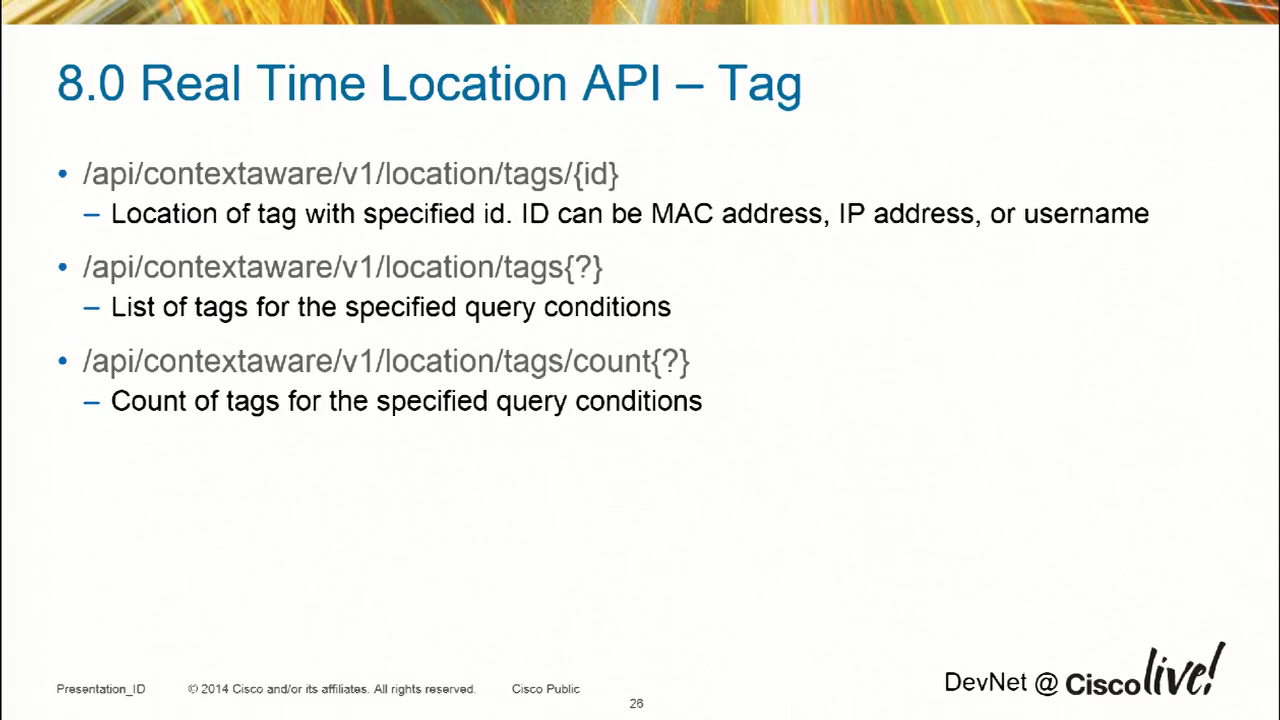 8.0 Real Time Location API – Tag
• /api/contextaware/v1/location/tags/{id}
– Location of tag with specified id. ID can be MAC address, IP address, or username
• /api/contextaware/v1/location/tags{?}
– List of tags for the specified query conditions
• /api/contextaware/v1/location/tags/count{?}
– Count of tags for the specified query conditions
Presentation_ID © 2014 Cisco and/or its affiliates. All rights reserved. Cisco Public
26
DevNet @ Cisco live!